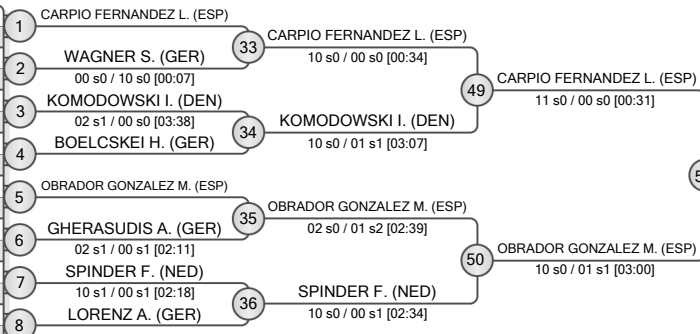 1 CARPIO FERNANDEZ L. (ESP)
33 CARPIO FERNANDEZ L. (ESP)
10 s0 / 00 s0 [00:34]
2 WAGNER S. (GER)
00 s0 / 10 s0 [00:07]
49 CARPIO FERNANDEZ L. (ESP)
11 s0 / 00 s0 [00:31]
3 KOMODOWSKI I. (DEN)
02 s1 / 00 s0 [03:38]
34 KOMODOWSKI I. (DEN)
10 s0 / 01 s1 [03:07]
4 BOELCSKEI H. (GER)
5 OBRADOR GONZALEZ M. (ESP)
35 OBRADOR GONZALEZ M. (ESP)
02 s0 / 01 s2 [02:39]
6 GHERASUDIS A. (GER)
02 s1 / 00 s1 [02:11]
50 OBRADOR GONZALEZ M. (ESP)
10 s0 / 01 s1 [03:00]
7 SPINDER F. (NED)
10 s1 / 00 s1 [02:18]
36 SPINDER F. (NED)
10 s0 / 00 s1 [02:34]
8 LORENZ A. (GER)